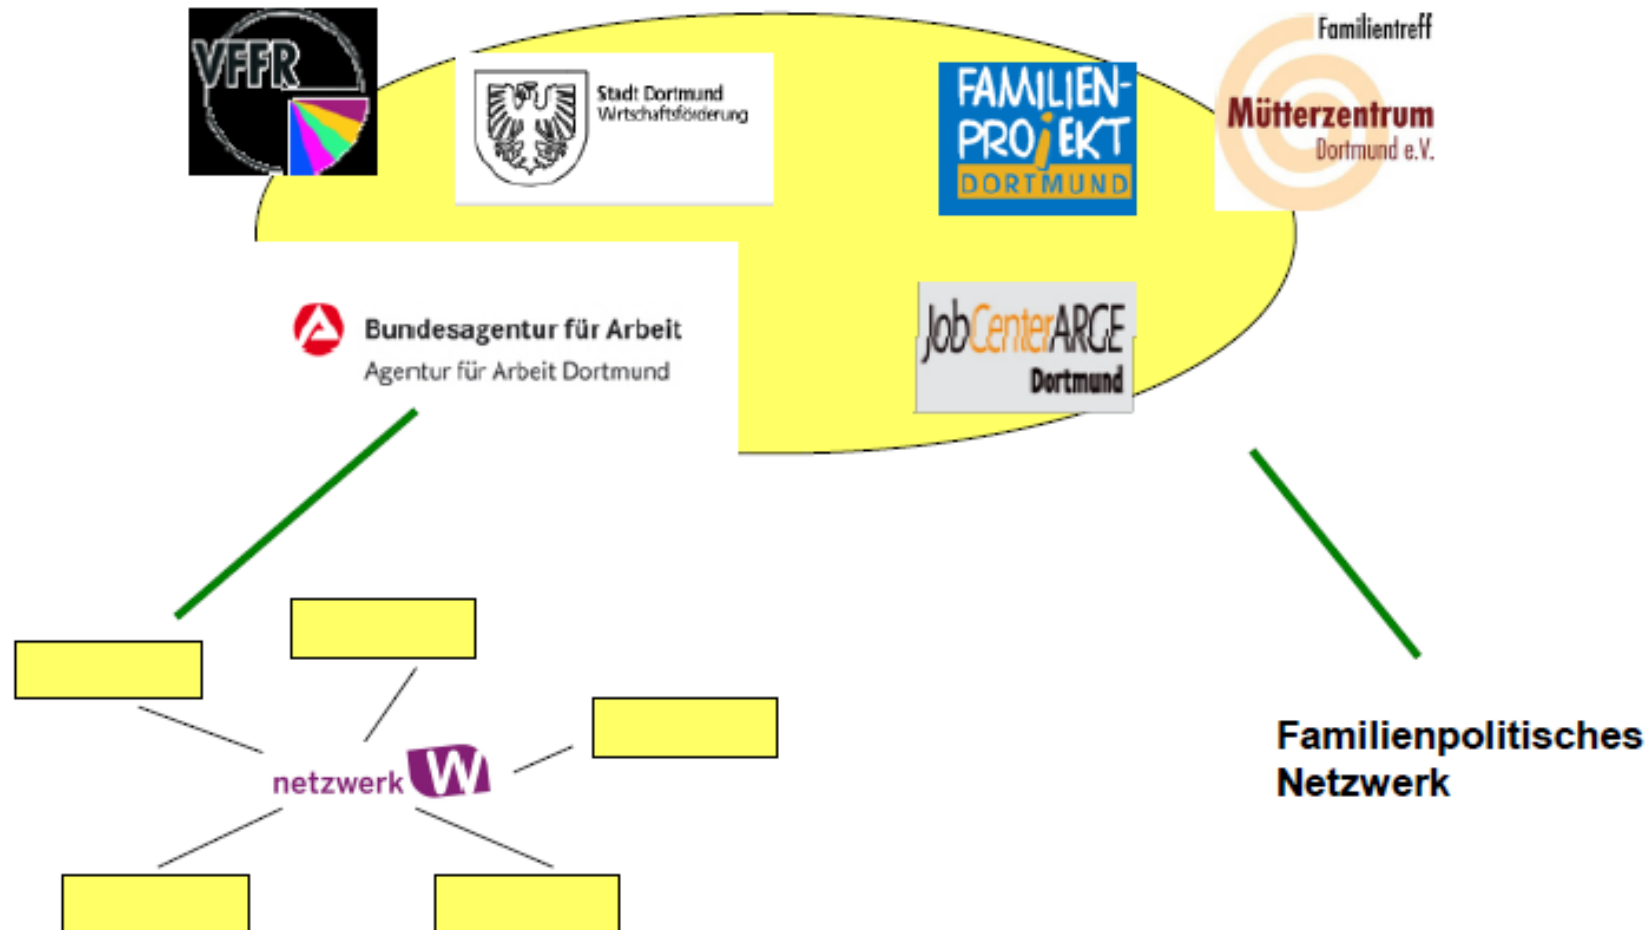 VFFR
Stadt Dortmund
Wirtschaftsförderung
FAMILIEN-
PROjEKT
DORTMUND
Familientreff
Mütterzentrum
Dortmund e.V.
Bundesagentur für Arbeit
Agentur für Arbeit Dortmund
JobCenterARGE
Dortmund
netzwerk W
Familienpolitisches
Netzwerk